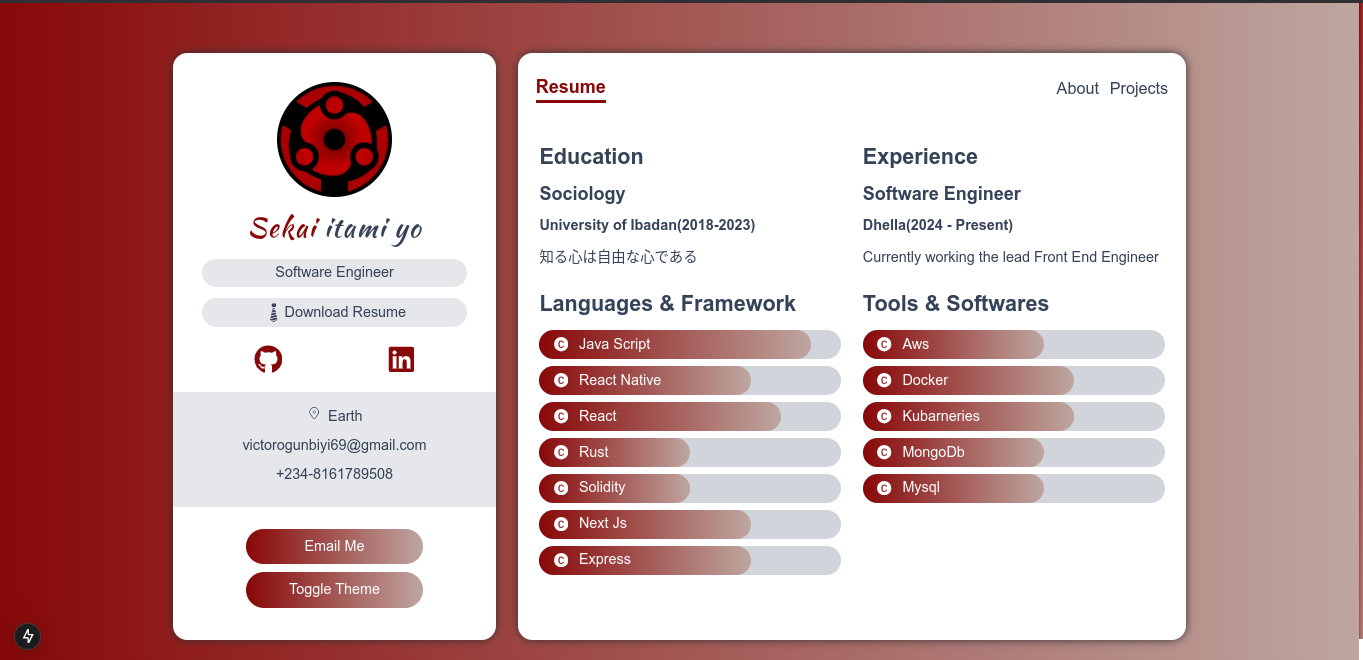 Sekai itami yo
Software Engineer
Download Resume
Earth
victorogunbiyi69@gmail.com
+234-8161789508
Email Me
Toggle Theme
Resume
About Projects
Education
Sociology
University of Ibadan(2018-2023)
知る心は自由な心である
Experience
Software Engineer
Dhella(2024 - Present)
Currently working the lead Front End Engineer
Languages & Framework
C Java Script
C React Native
C React
C Rust
C Solidity
C Next Js
C Express
Tools & Softwares
C Aws
C Docker
C Kubarneries
C MongoDb
C Mysql